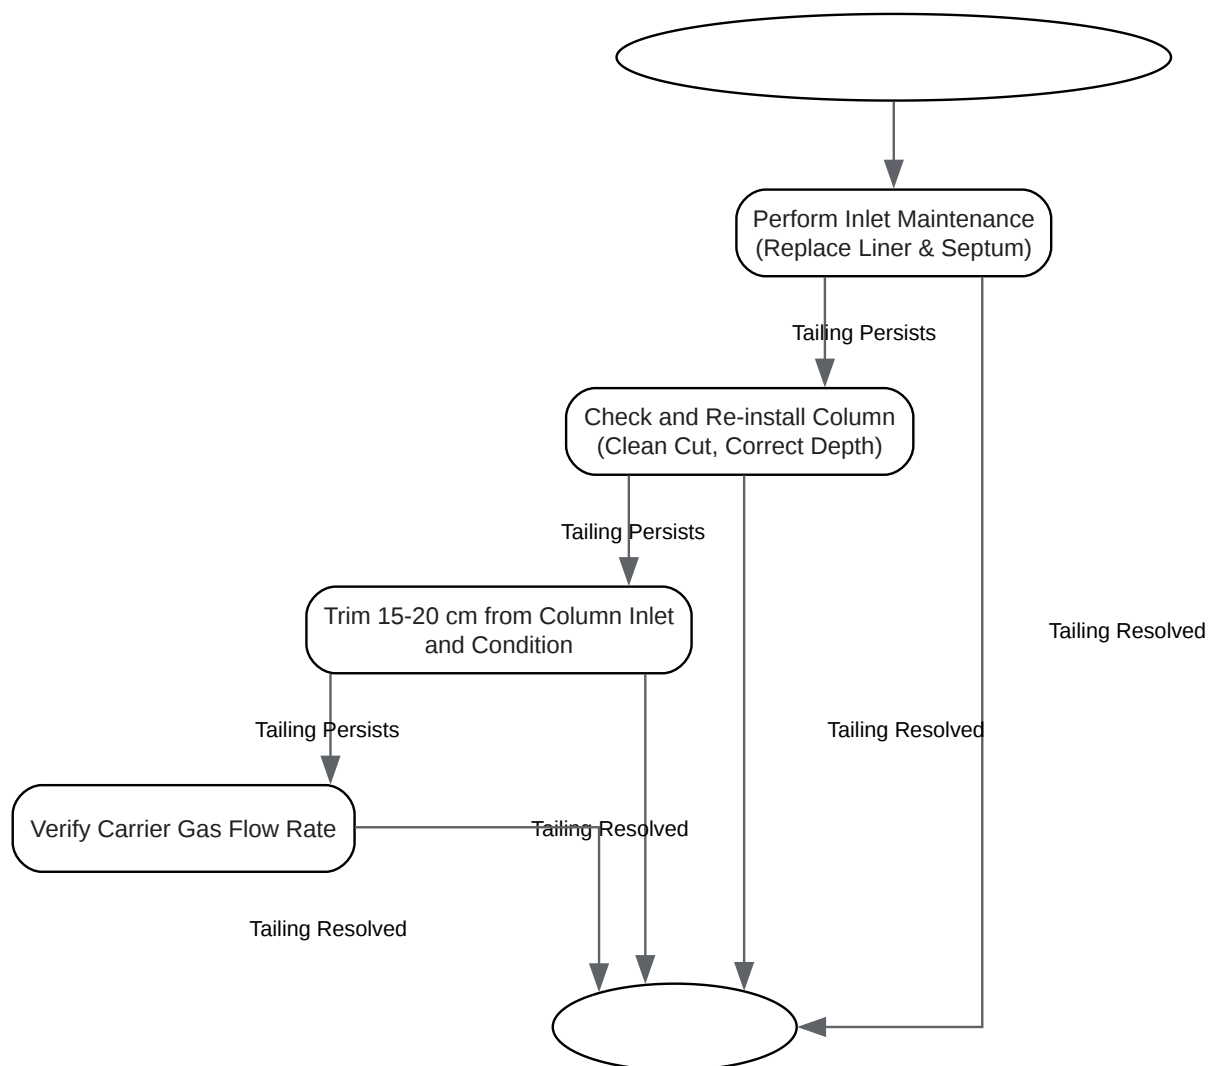 Perform Inlet Maintenance
(Replace Liner & Septum)
Tailing Persists
Check and Re-install Column
(Clean Cut, Correct Depth)
Tailing Persists
Trim 15-20 cm from Column Inlet
and Condition
Tailing Resolved
Tailing Persists
Tailing Resolved
Verify Carrier Gas Flow Rate
Tailing Resolved
Tailing Resolved